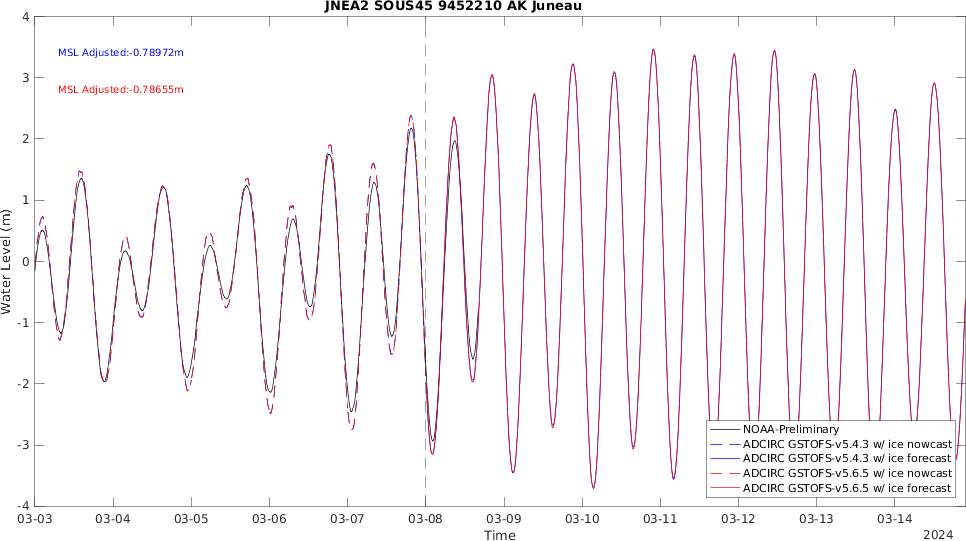 JNEA2 SOUS45 9452210 AK Juneau
MSL Adjusted:-0.78972m
MSL Adjusted:-0.78655m
Water Level (m)
4
3
2
1
0
-1
-2
-3
-4
NOAA-Preliminary
ADCIRC GSTOFS-v5.4.3 w/ ice nowcast
ADCIRC GSTOFS-v5.4.3 w/ ice forecast
ADCIRC GSTOFS-v5.6.5 w/ ice nowcast
ADCIRC GSTOFS-v5.6.5 w/ ice forecast
03-03 03-04 03-05 03-06 03-07 03-08 03-09 03-10 03-11 03-12 03-13 03-14
Time
2024